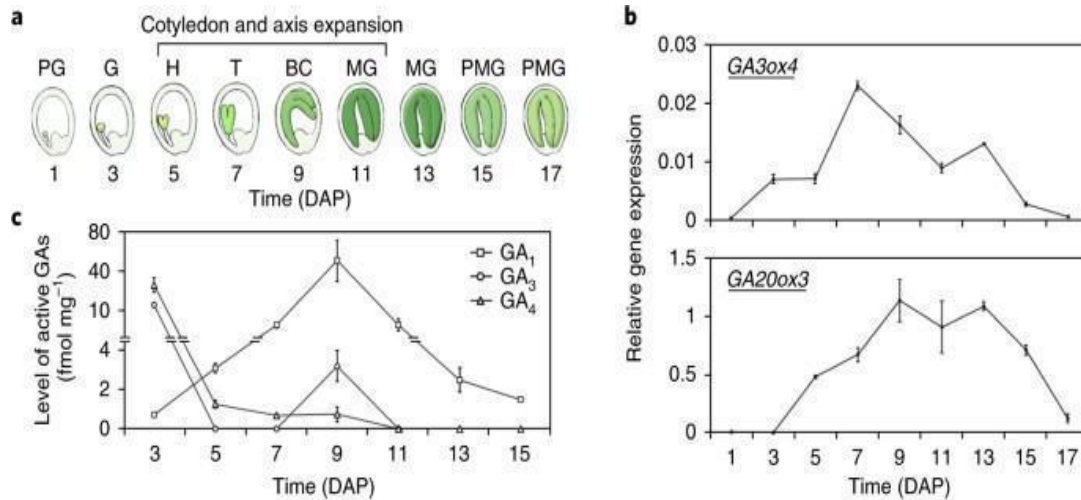 a
Cotyledon and axis expansion
PG G H T BC MG MG PMG PMG
1 3 5 7 9 11 13 15 17
Time (DAP)
b
Relative gene expression
GA3ox4
0.03
0.02
0.01
0
GA20ox3
1.5
1
0.5
0
1 3 5 7 9 11 13 15 17
Time (DAP)
c
Level of active GAs
(fmol mg⁻¹)
80
40
10
4
2
0
GA₁
GA₃
GA₄
3 5 7 9 11 13 15
Time (DAP)